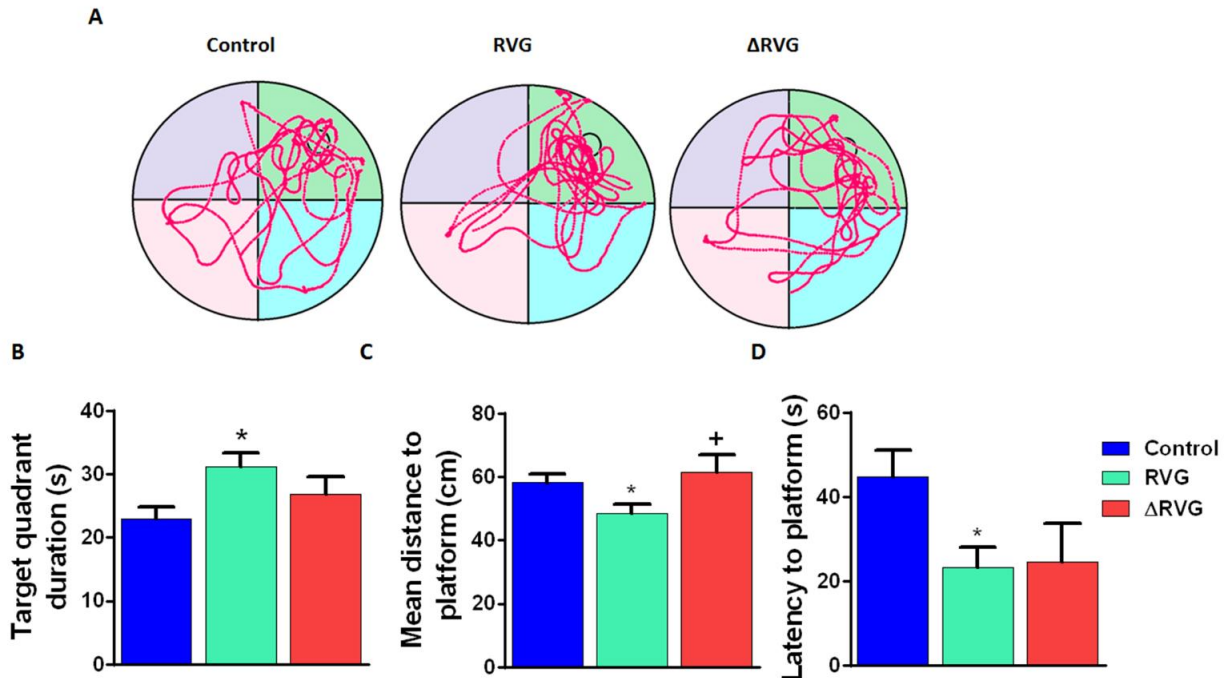 A
Control RVG ΔRVG
B C D
Target quadrant
duration (s)
40
30
20
10
0
*
Mean distance to
platform (cm)
80
60
40
20
0
*
+
Latency to platform (s)
60
40
20
0
*
Control
RVG
ΔRVG